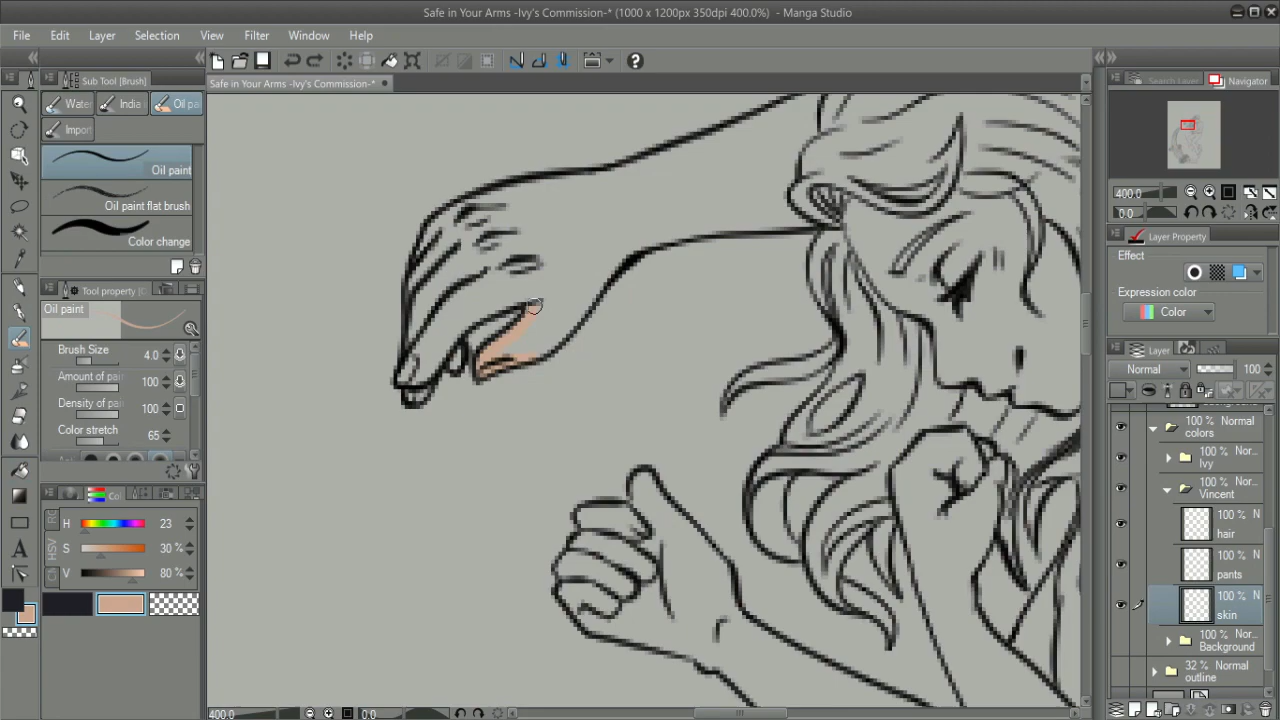 Safe in Your Arms -Ivy's Commission-* (1000 x 1200px 350dpi 400.0%) - Manga Studio
File Edit Layer Selection View Filter Window Help
Sub Tool [Brush]
Safe in Your Arms -Ivy's Commission-*
Search Layer Navigator
Water India Oil pa
Import
Oil paint
Oil paint flat brush
Color change
400.0
0.0
Layer Property
Effect
Expression color
Color
Tool property [
Oil paint
Brush Size 4.0
Amount of pai 100
Density of pai 100
Color stretch 65
Layer
Normal 100
100 % Normal
colors
100 % Nor...
Ivy
100 % Nor...
Vincent
100 % N
hair
100 % N
pants
100 % N
skin
100 % Nor...
Background
32 % Normal
outline
H 23
S 30 %
V 80 %
HSV
400.0 0.0